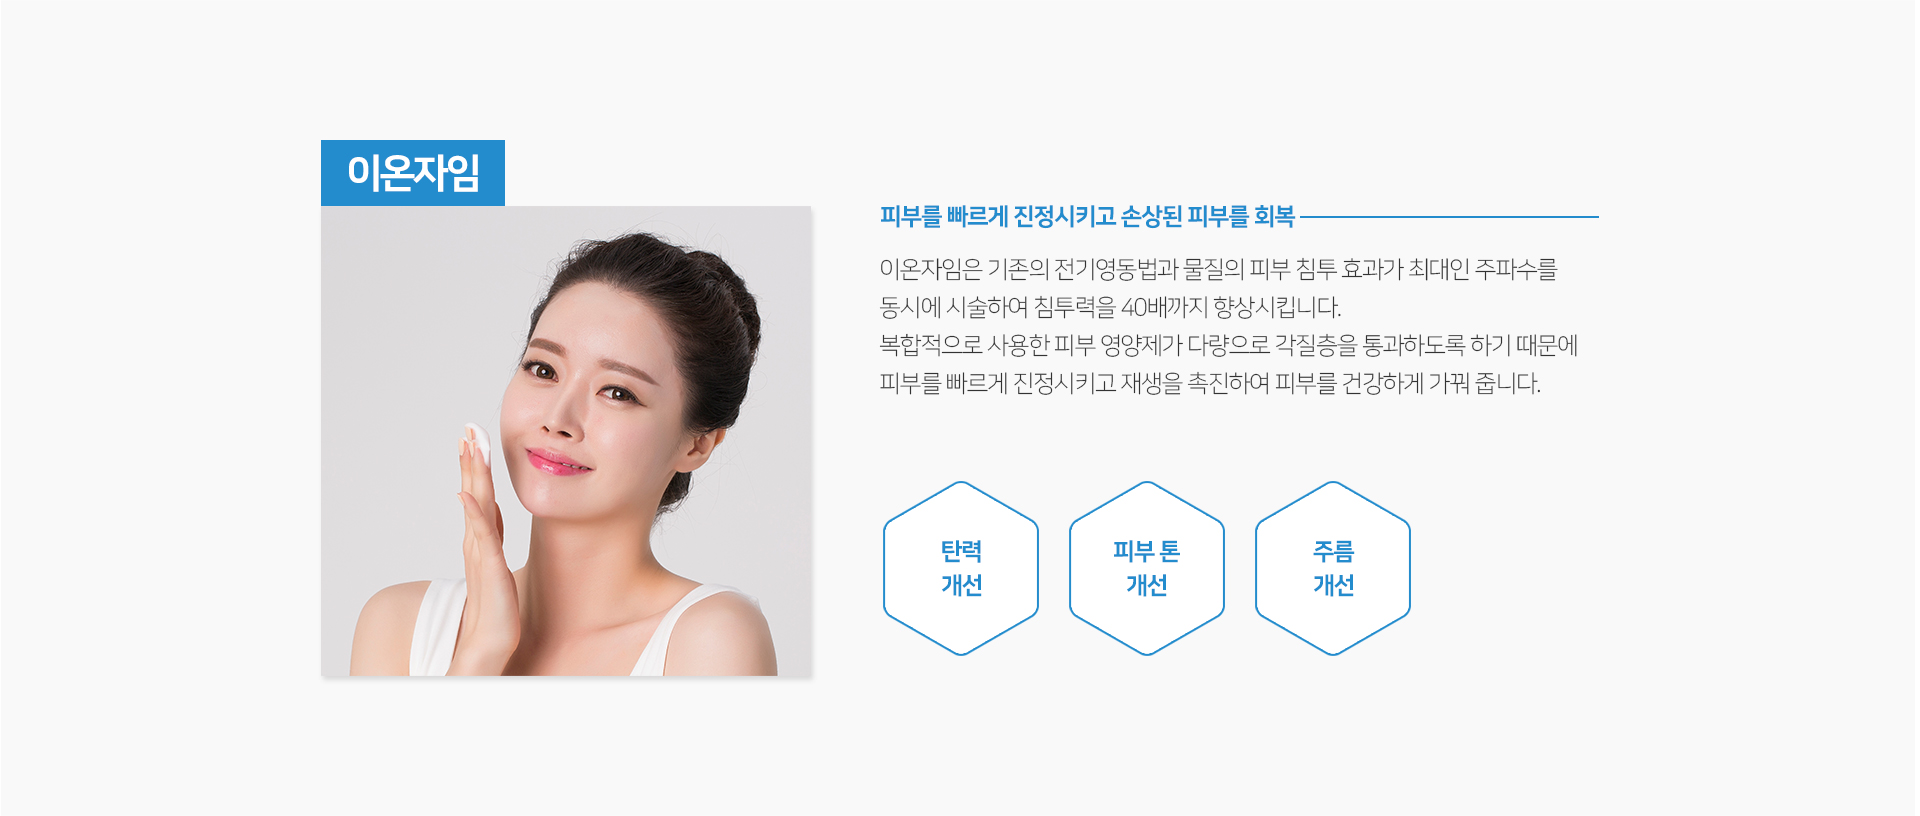 이온자임
피부를 빠르게 진정시키고 손상된 피부를 회복
이온자임은 기존의 전기영동법과 물질의 피부 침투 효과가 최대인 주파수를
동시에 시술하여 침투력을 40배까지 향상시킵니다.
복합적으로 사용한 피부 영양제가 다량으로 각질층을 통과하도록 하기 때문에
피부를 빠르게 진정시키고 재생을 촉진하여 피부를 건강하게 가꿔 줍니다.
탄력
개선
피부 톤
개선
주름
개선